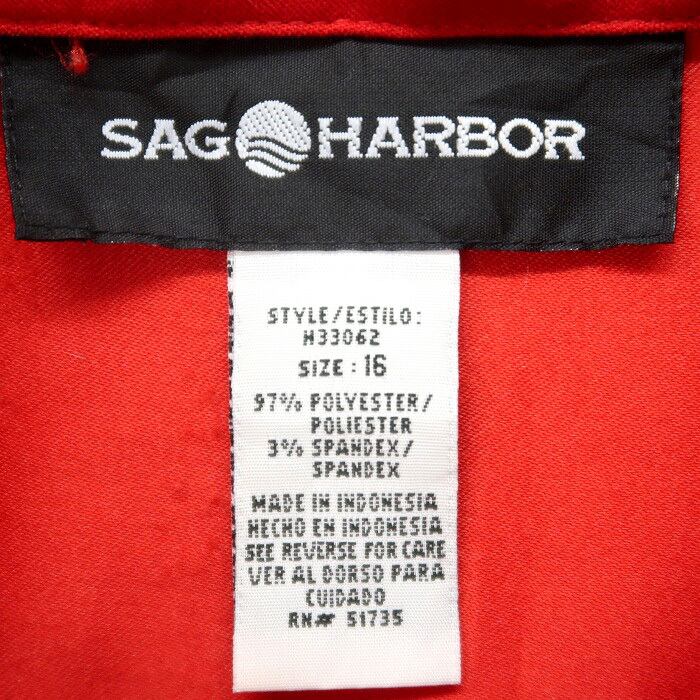 SAG HARBOR
STYLE/ESTILO:
H33062
SIZE: 16
97% POLYESTER/
POLIESTER
3% SPANDEX/
SPANDEX
MADE IN INDONESIA
HECHO EN INDONESIA
SEE REVERSE FOR CARE
VER AL DORSO PARA
CUIDADO
RN# 51735